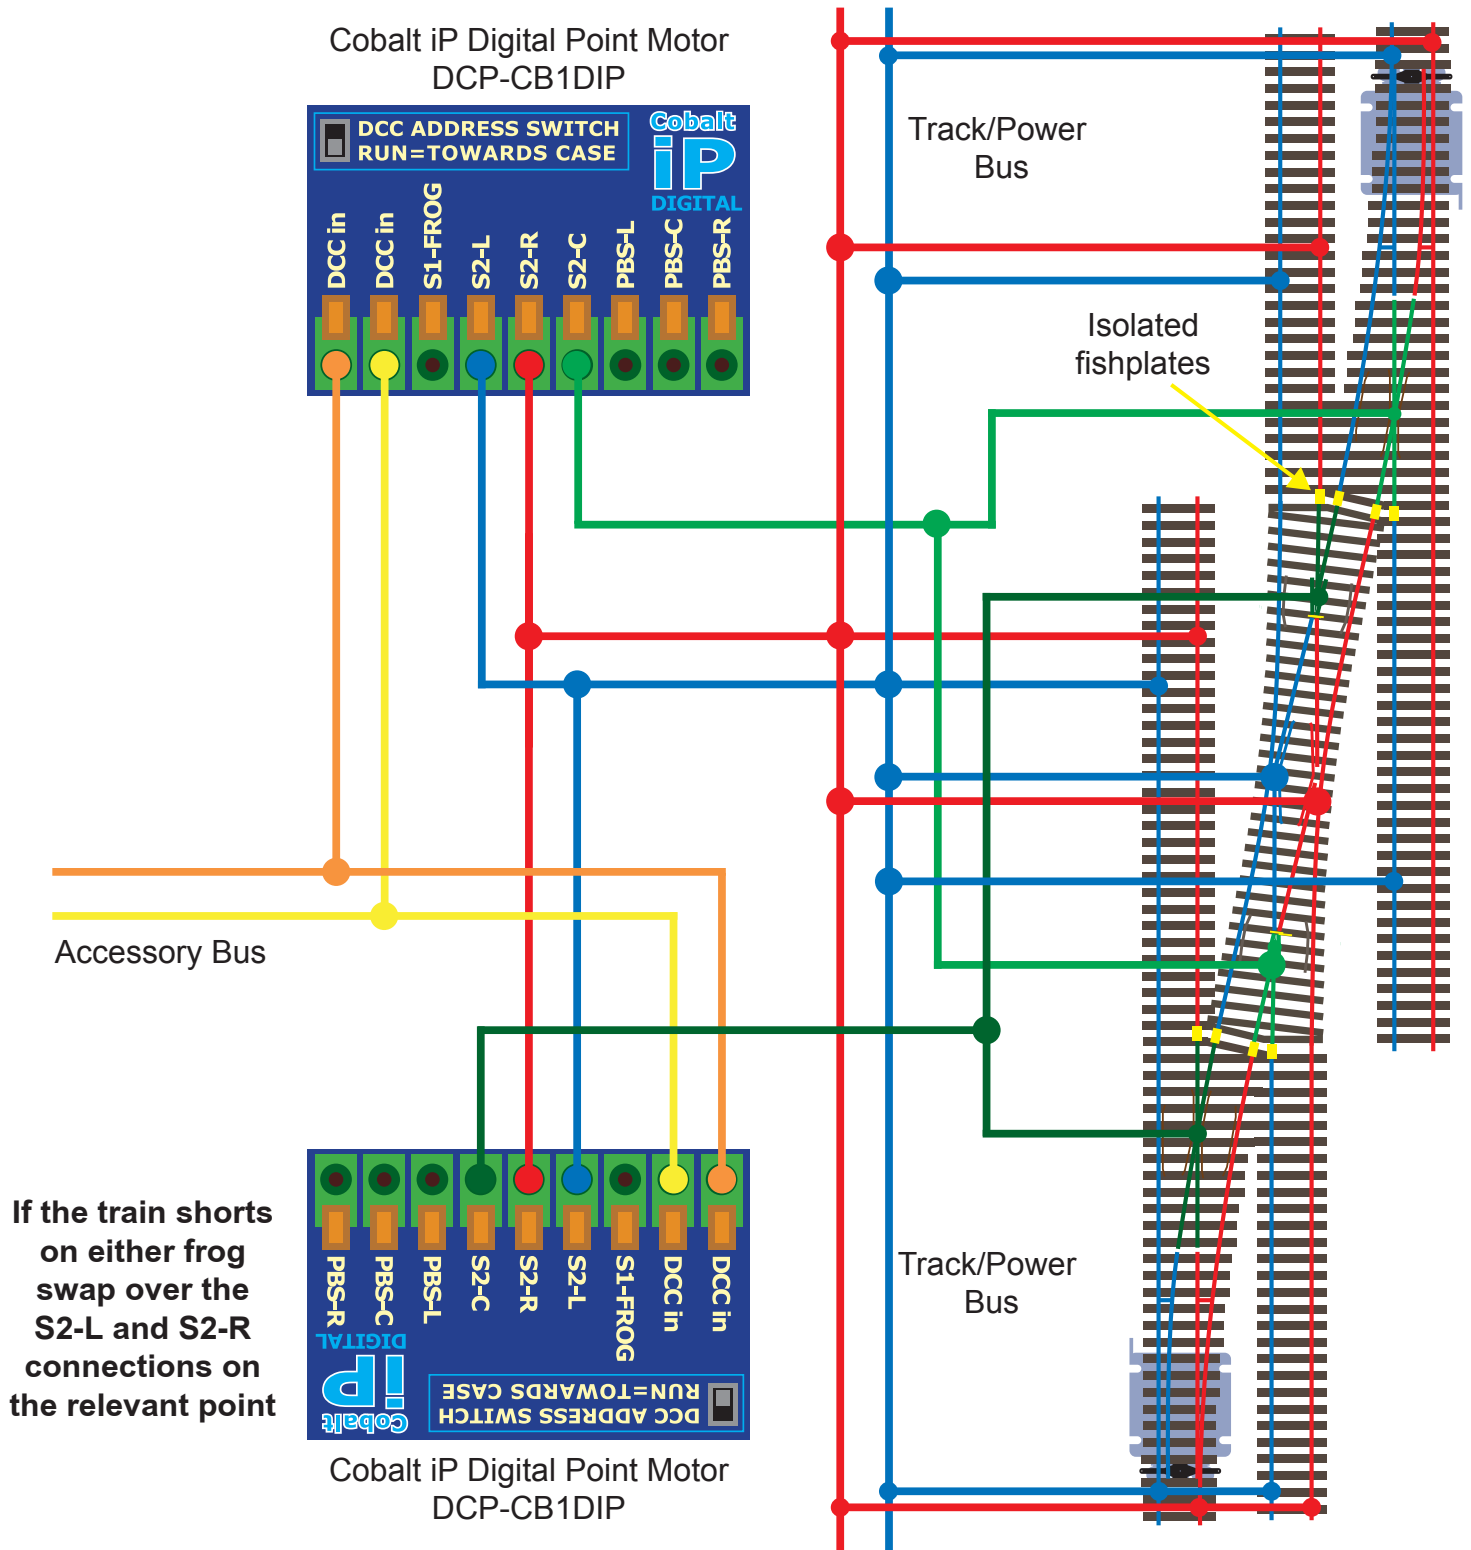 Cobalt iP Digital Point Motor
DCP-CB1DIP
DCC ADDRESS SWITCH
RUN=TOWARDS CASE
Cobalt
iP
DIGITAL
DCC in
DCC in
S1-FROG
S2-L
S2-R
S2-C
PBS-L
PBS-C
PBS-R
Track/Power
Bus
Isolated
fishplates
Accessory Bus
If the train shorts
on either frog
swap over the
S2-L and S2-R
connections on
the relevant point
PBS-R
PBS-C
PBS-L
S2-C
S2-R
S2-L
S1-FROG
DCC in
DCC in
Cobalt
iP
DIGITAL
DCC ADDRESS SWITCH
RUN=TOWARDS CASE
Track/Power
Bus
Cobalt iP Digital Point Motor
DCP-CB1DIP